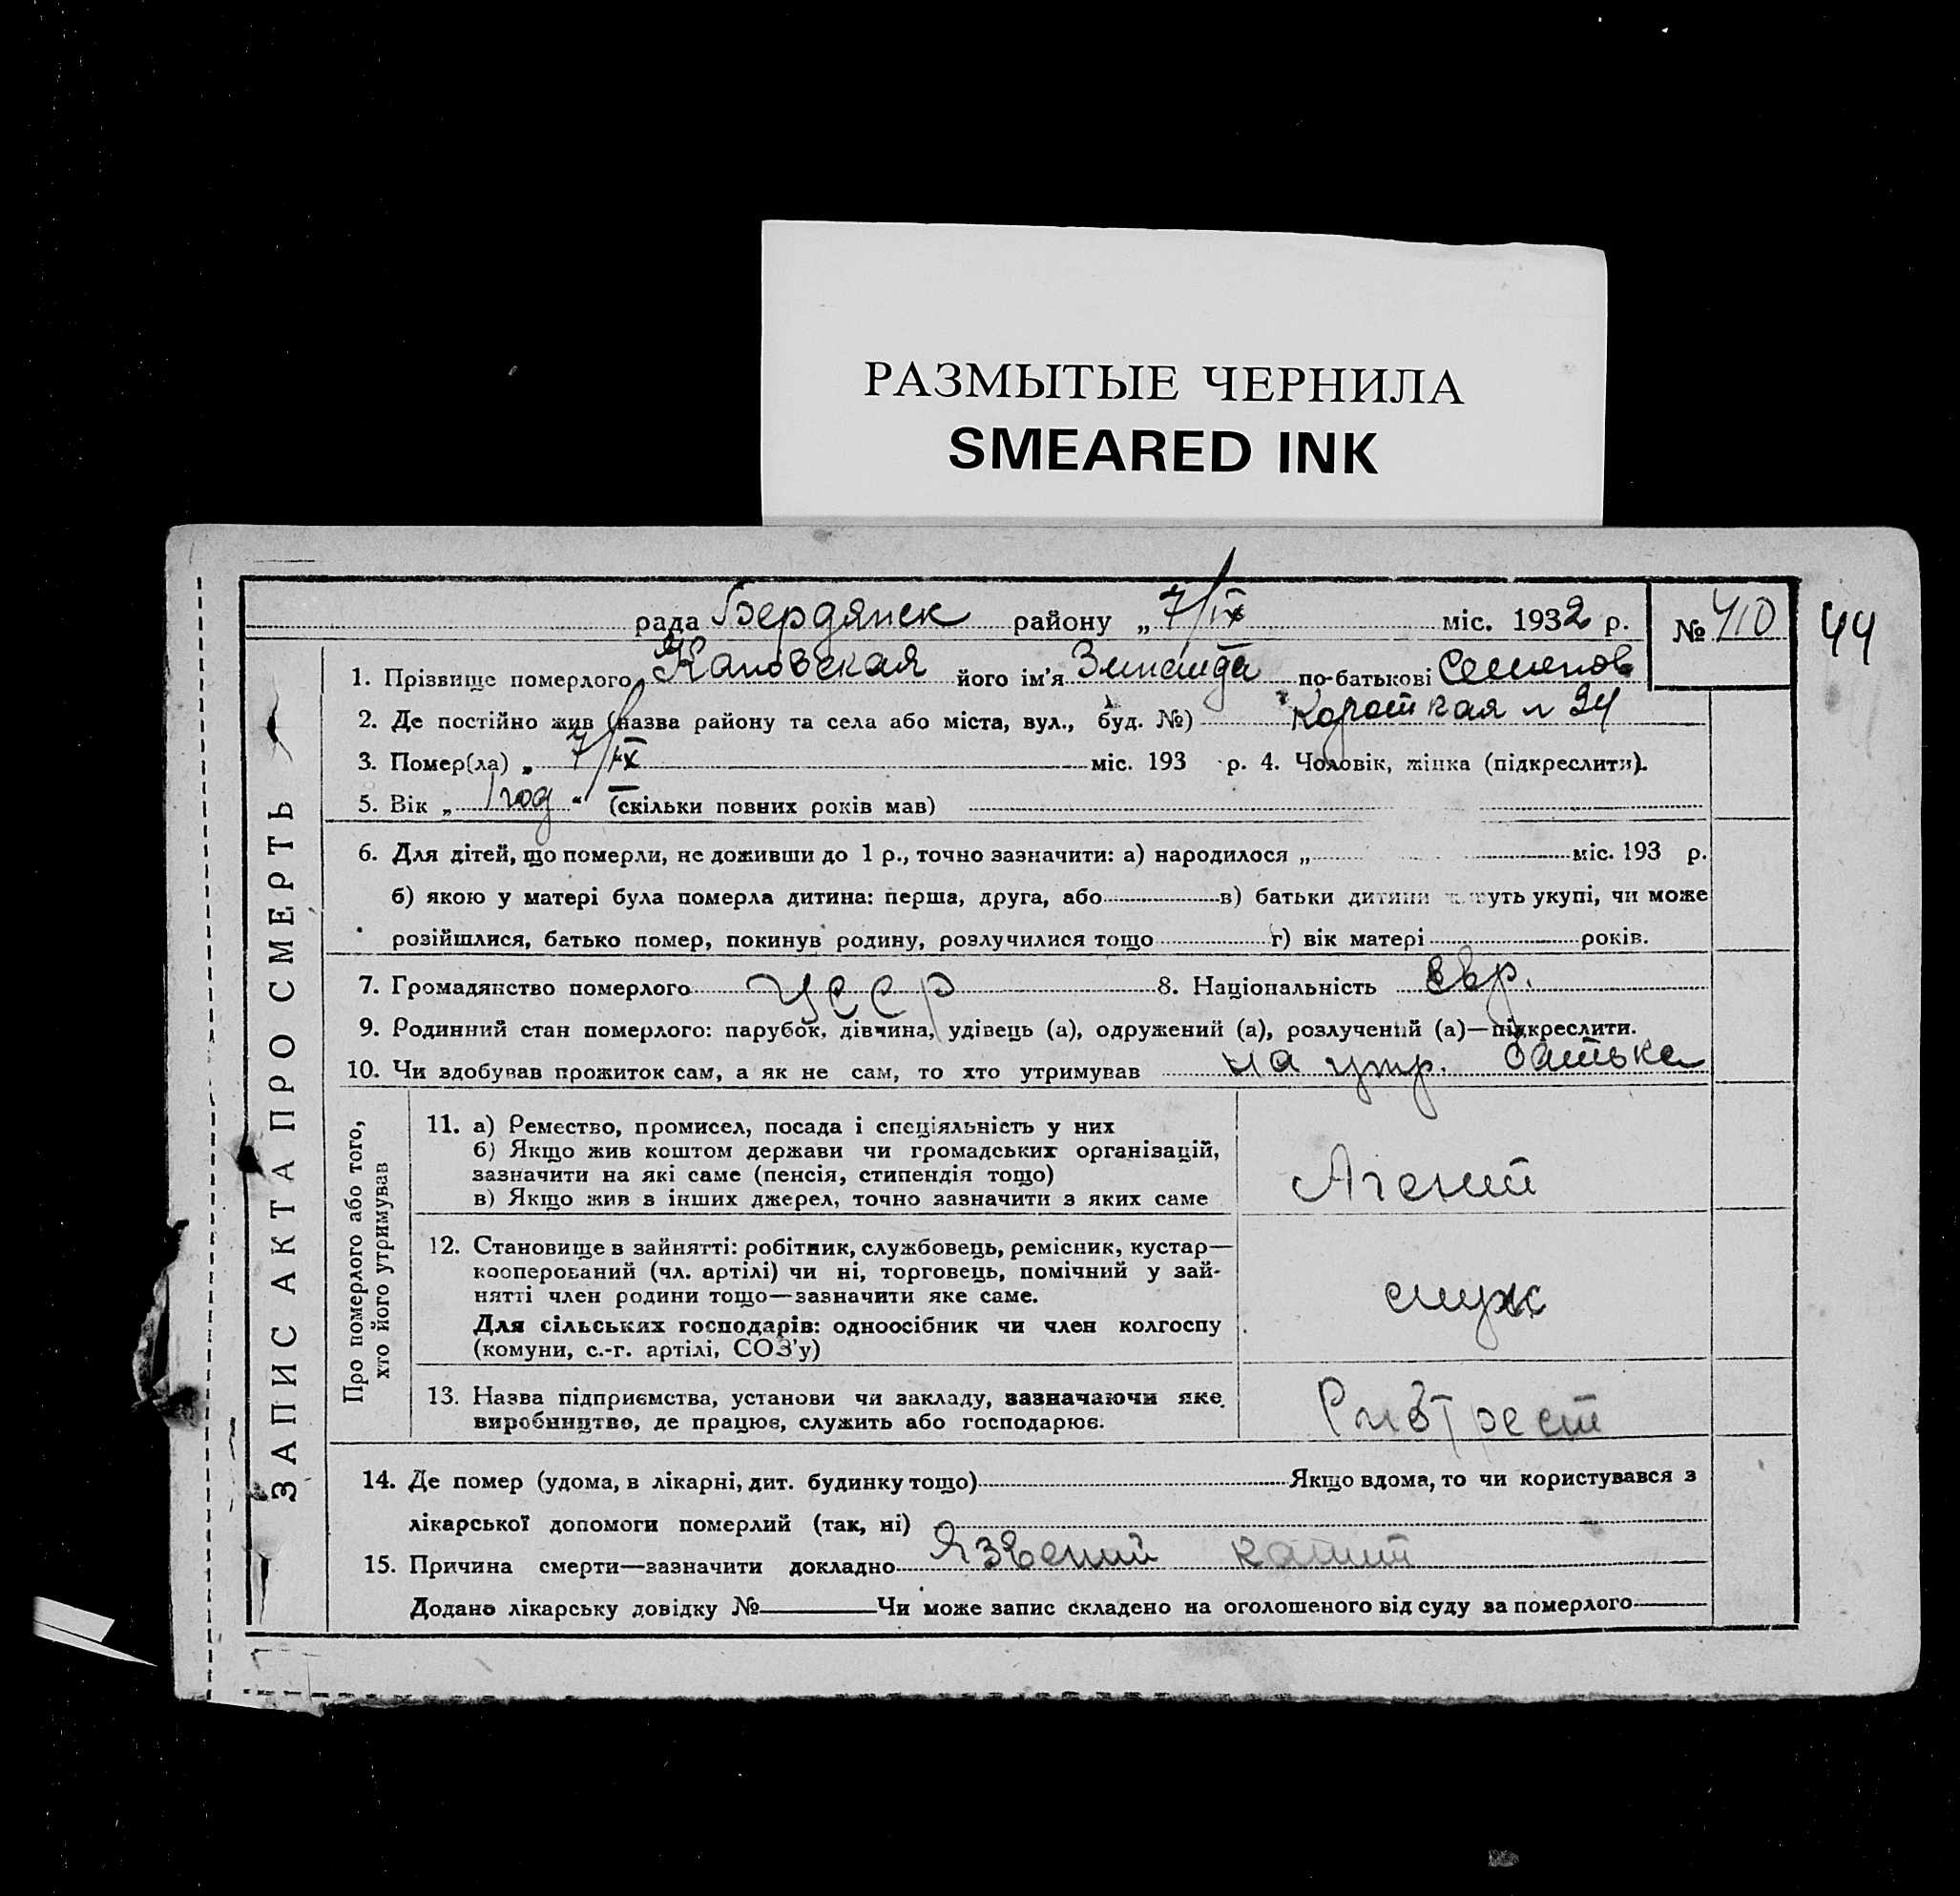 РАЗМЫТЫЕ ЧЕРНИЛА
SMEARED INK
рада Бердянск району „ 7/IX міс. 1932 р. № 410 44
1. Прізвище померлого його ім'я Зинаида по-батькові Семенов
2. Де постійно жив (назва району та села або міста, вул., буд. №) Короткая 24
3. Помер(ла) „ 7/IX міс. 193 р. 4. Чоловік, жінка (підкреслити).
5. Вік „ 1 год “ (скільки повних років мав)
6. Для дітей, що померли, не доживши до 1 р., точно зазначити: а) народилося „ міс. 193 р.
б) якою у матері була померла дитина: перша, друга, або в) батьки дитини живуть укупі, чи може
розійшлися, батько помер, покинув родину, розлучилися тощо г) вік матері років.
7. Громадянство померлого УССР 8. Національність евр.
9. Родинний стан померлого: парубок, дівчина, удівець (а), одружений (а), розлучений (а)—підкреслити.
10. Чи здобував прожиток сам, а як не сам, то хто утримував на утр. батька
ЗАПИС АКТА ПРО СМЕРТЬ
Про померлого або того,
хто його утримував
11. а) Ремество, промисел, посада і спеціяльність у них
б) Якщо жив коштом держави чи громадських організацій,
зазначити на які саме (пенсія, стипендія тощо)
в) Якщо жив з інших джерел, точно зазначити з яких саме
Агент
12. Становище в зайнятті: робітник, службовець, ремісник, кустар—
кооперований (чл. артілі) чи ні, торговець, помічний у зай-
нятті член родини тощо—зазначити яке саме.
Для сільських господарів: одноосібник чи член колгоспу
(комуни, с.-г. артілі, СОЗ'у)
служ
13. Назва підприємства, установи чи закладу, зазначаючи яке
виробництво, де працює, служить або господарює.
Рибтрест
14. Де помер (удома, в лікарні, дит. будинку тощо) Якщо вдома, то чи користувався з
лікарської допомоги померлий (так, ні)
15. Причина смерти—зазначити докладно Язвений калит
Додано лікарську довідку № Чи може запис складено на оголошеного від суду за померлого